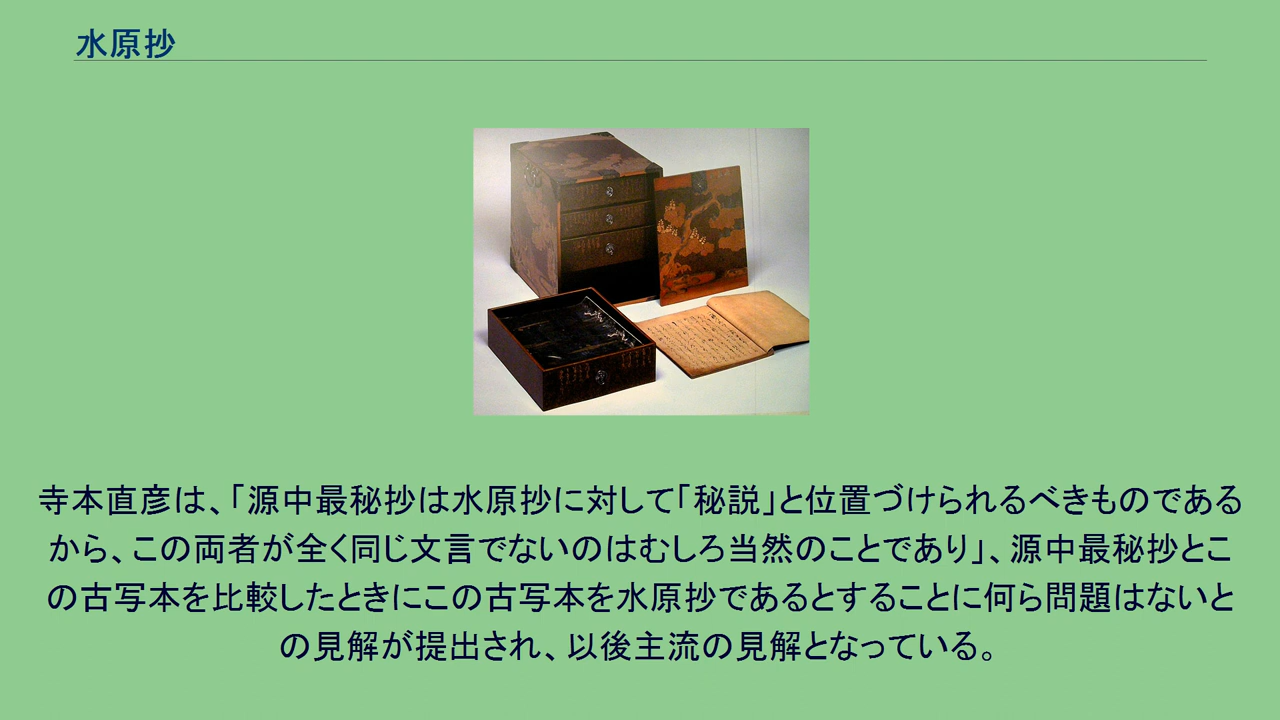 水原抄
寺本直彦は、「源中最秘抄は水原抄に対して「秘説」と位置づけられるべきものである
から、この両者が全く同じ文言でないのはむしろ当然のことであり」、源中最秘抄とこ
の古写本を比較したときにこの古写本を水原抄であるとすることに何ら問題はないと
の見解が提出され、以後主流の見解となっている。